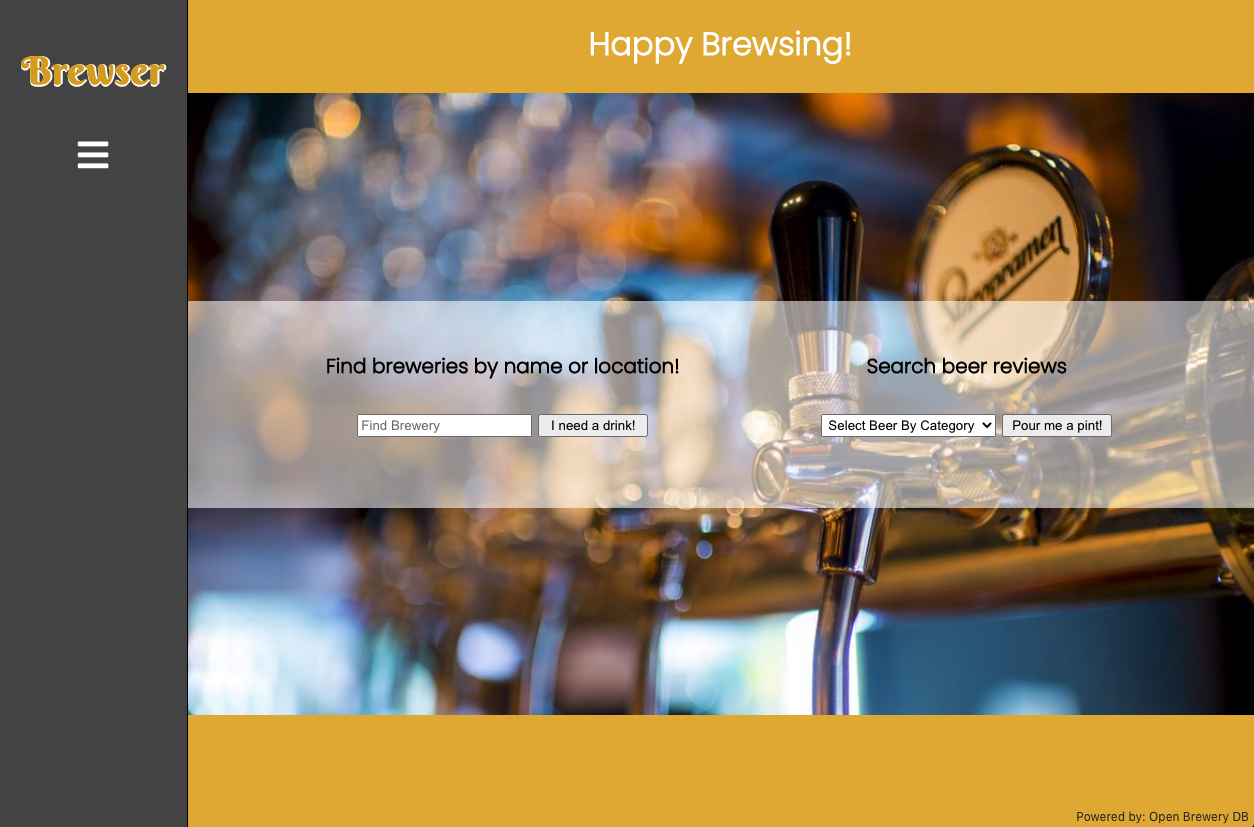 Brewser
Happy Brewsing!
Staropramen
Find breweries by name or location!
Search beer reviews
Find Brewery
I need a drink!
Select Beer By Category
Pour me a pint!
Powered by: Open Brewery DB